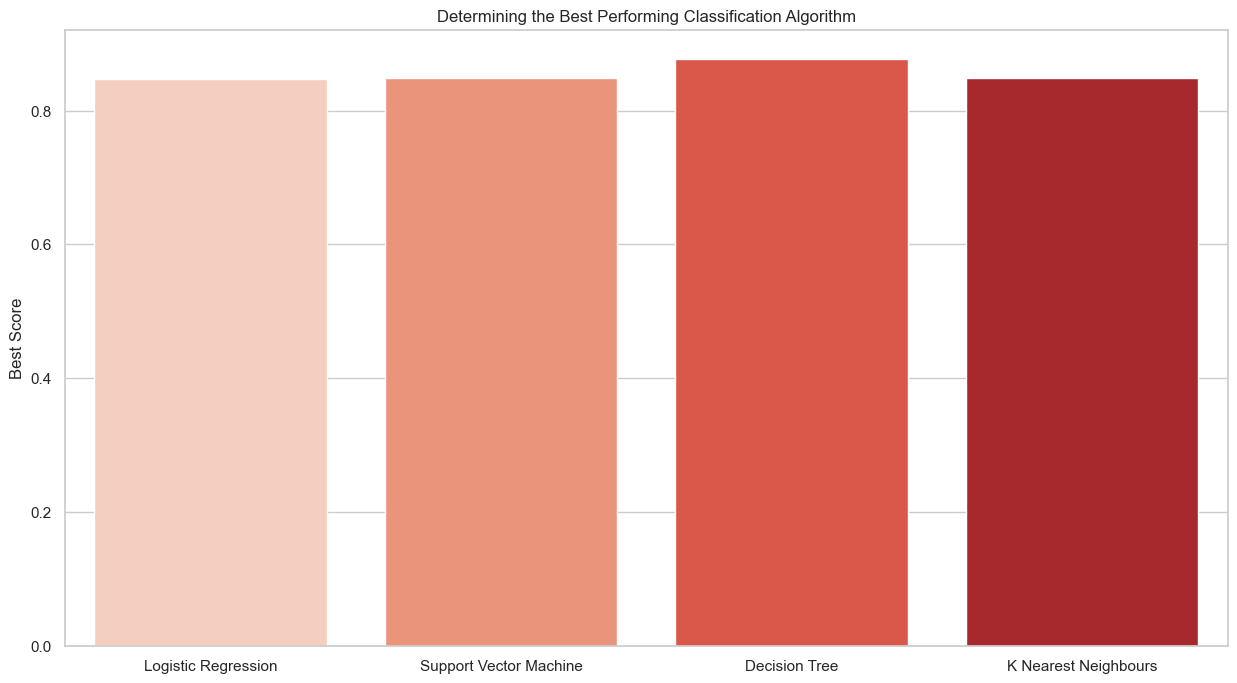 Determining the Best Performing Classification Algorithm
Best Score
0.8
0.6
0.4
0.2
0.0
Logistic Regression
Support Vector Machine
Decision Tree
K Nearest Neighbours